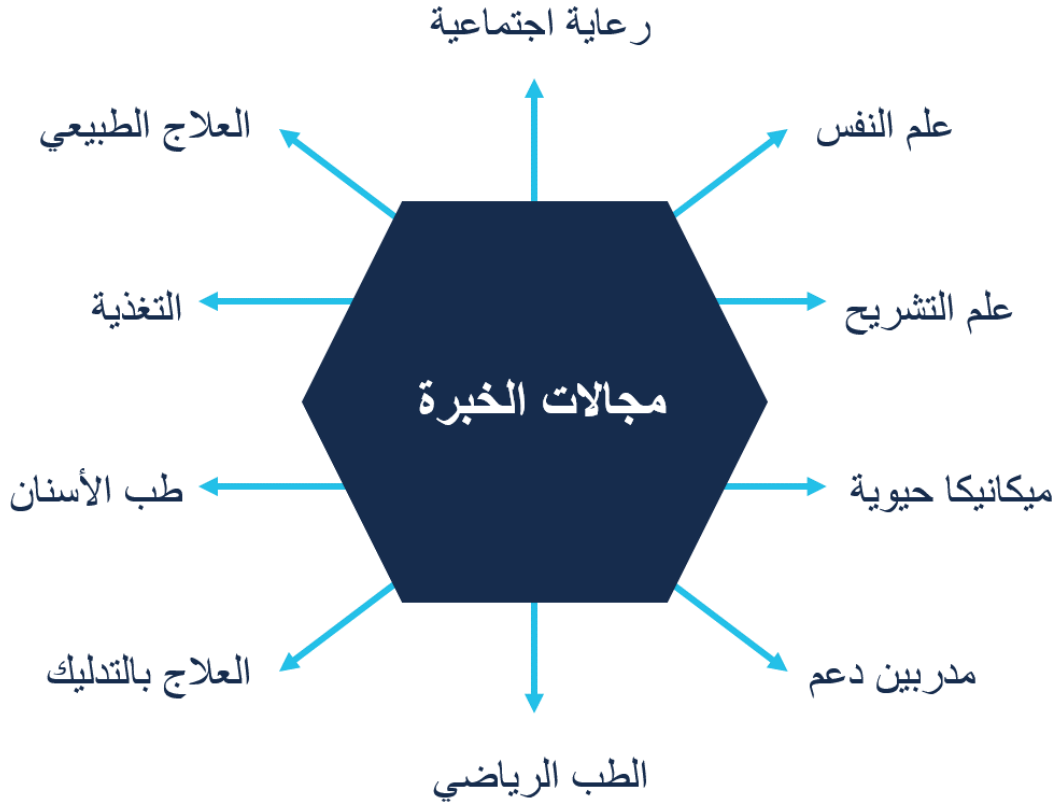 رعاية اجتماعية
علم النفس
العلاج الطبيعي
علم التشريح
التغذية
مجالات الخبرة
ميكانيكا حيوية
طب الأسنان
مدربين دعم
العلاج بالتدليك
الطب الرياضي